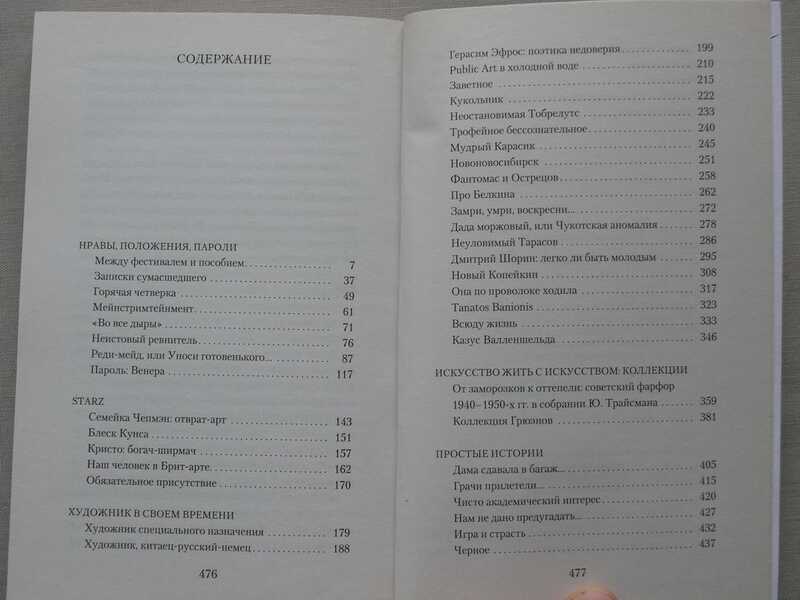 СОДЕРЖАНИЕ
НРАВЫ, ПОЛОЖЕНИЯ, ПАРОЛИ
Между фестивалем и пособием 7
Записки сумасшедшего 37
Горячая четверка 49
Мейнстримтейнмент 61
«Во все дыры» 71
Неистовый ревнитель 76
Реди-мейд, или Уноси готовенького... 87
Пароль: Венера 117
STARZ
Семейка Чепмэн: отврат-арт 143
Блеск Кунса 151
Кристо: богач-ширмач 157
Наш человек в Брит-арте 162
Обязательное присутствие 170
ХУДОЖНИК В СВОЕМ ВРЕМЕНИ
Художник специального назначения 179
Художник, китаец-русский-немец 188
476
Герасим Эфрос: поэтика недоверия 199
Public Art в холодной воде 210
Заветное 215
Кукольник 222
Неостановимая Тобрелутс 233
Трофейное бессознательное 240
Мудрый Карасик 245
Новоновосибирск 251
Фантомас и Острецов 258
Про Белкина 262
Замри, умри, воскресни... 272
Дада моржовый, или Чукотская аномалия 278
Неуловимый Тарасов 286
Дмитрий Шорин: легко ли быть молодым 295
Новый Копейкин 308
Она по проволоке ходила 317
Tanatos Banionis 323
Всюду жизнь 333
Казус Валленшельда 346
ИСКУССТВО ЖИТЬ С ИСКУССТВОМ: КОЛЛЕКЦИИ
От заморозков к оттепели: советский фарфор
1940–1950-х гг. в собрании Ю. Трайсмана 359
Коллекция Грюэнов 381
ПРОСТЫЕ ИСТОРИИ
Дама сдавала в багаж... 405
Грачи прилетели... 415
Чисто академический интерес 420
Нам не дано предугадать... 427
Игра и страсть 432
Черное 437
477